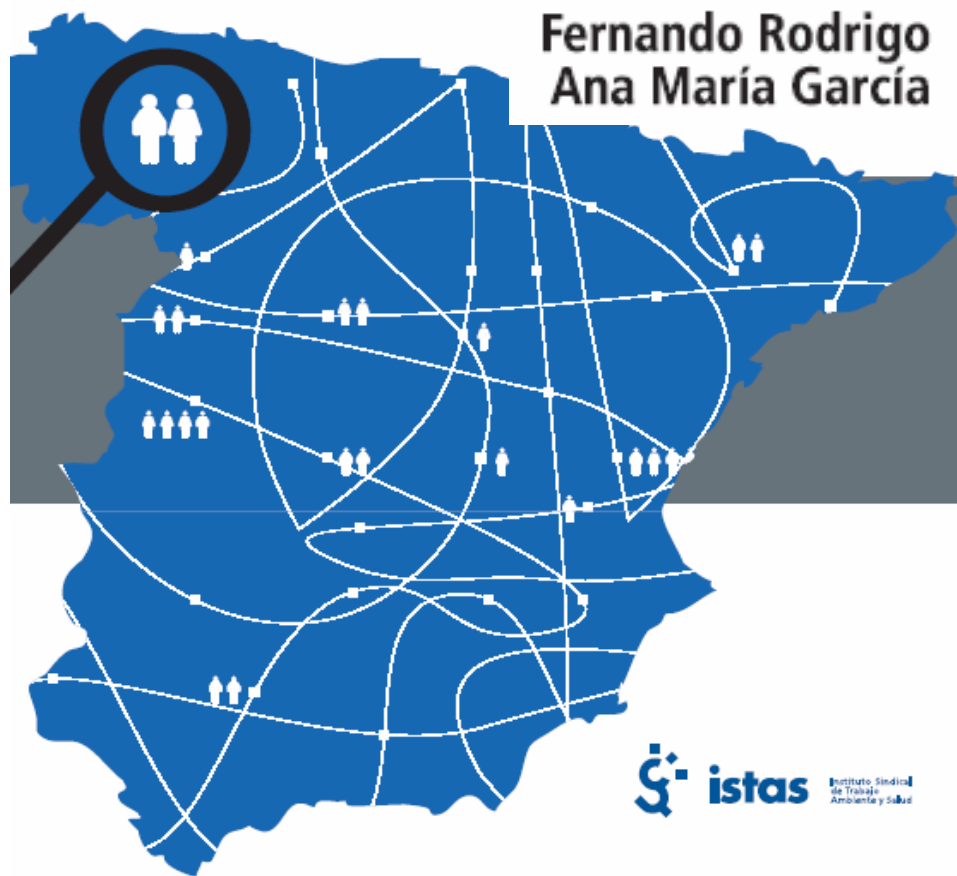 Fernando Rodrigo
Ana María García
istas
Instituto Sindical
de Trabajo
Ambiente y Salud